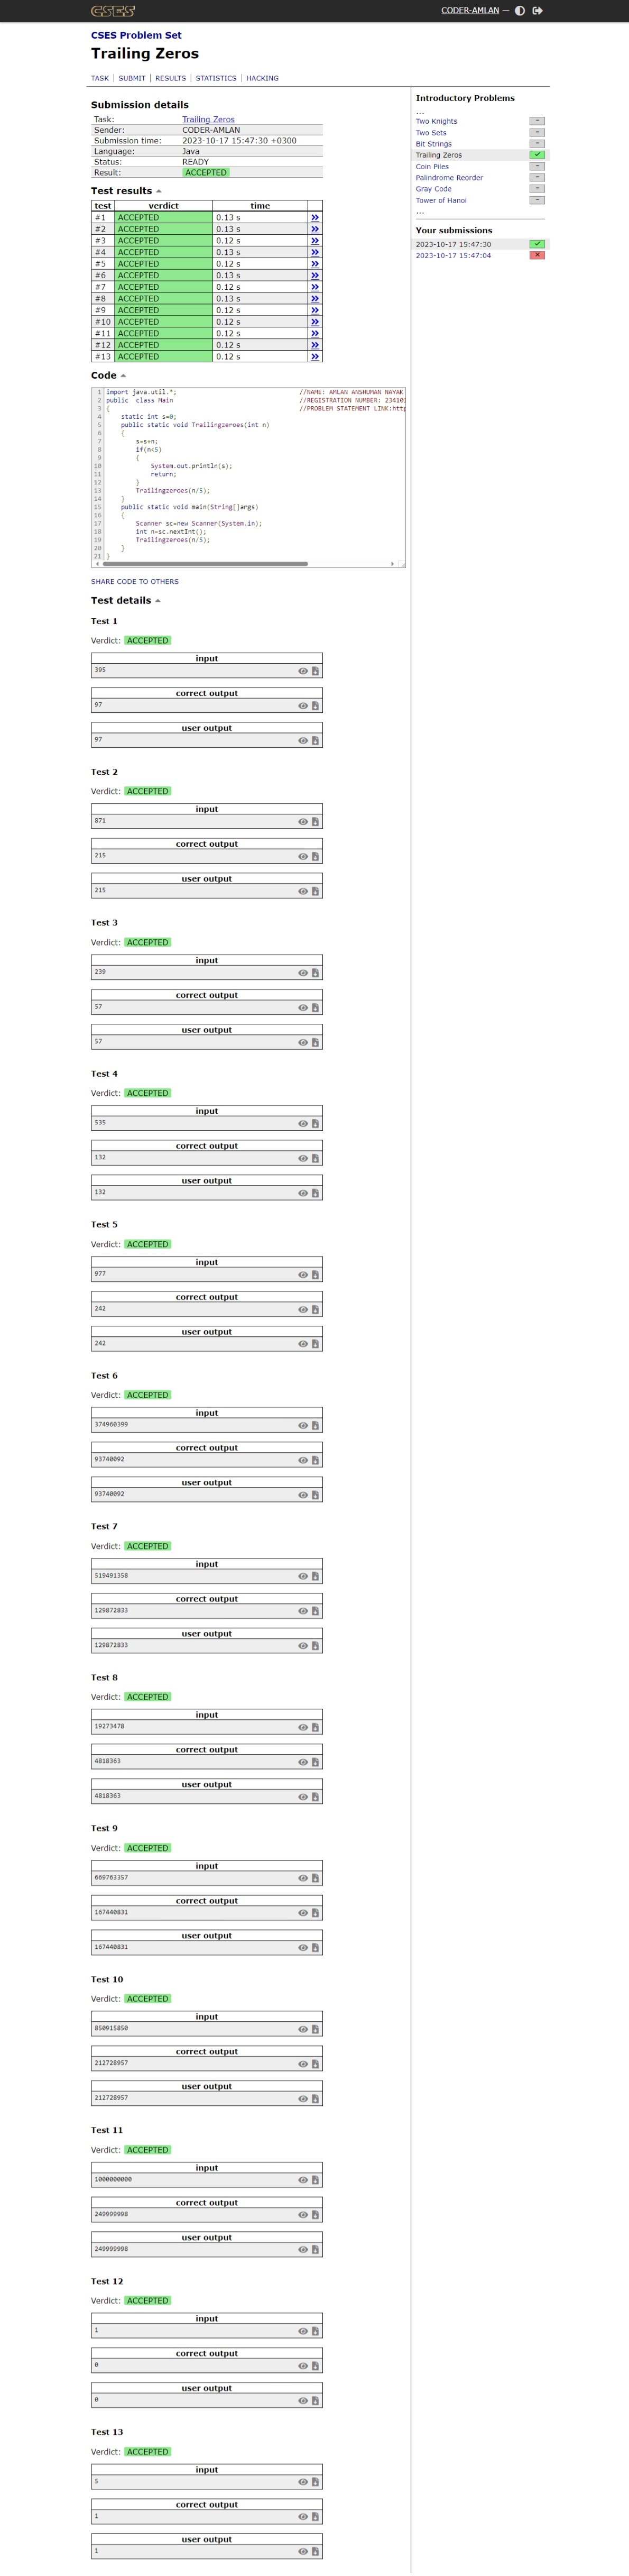 CSES
CODER-AMLAN —
CSES Problem Set
Trailing Zeros
TASK | SUBMIT | RESULTS | STATISTICS | HACKING
Submission details
Task: Trailing Zeros
Sender: CODER-AMLAN
Submission time: 2023-10-17 15:47:30 +0300
Language: Java
Status: READY
Result: ACCEPTED
Test results
test verdict time
#1 ACCEPTED 0.13 s »
#2 ACCEPTED 0.13 s »
#3 ACCEPTED 0.12 s »
#4 ACCEPTED 0.13 s »
#5 ACCEPTED 0.12 s »
#6 ACCEPTED 0.13 s »
#7 ACCEPTED 0.12 s »
#8 ACCEPTED 0.13 s »
#9 ACCEPTED 0.12 s »
#10 ACCEPTED 0.12 s »
#11 ACCEPTED 0.12 s »
#12 ACCEPTED 0.12 s »
#13 ACCEPTED 0.12 s »
Code
1 import java.util.*; //NAME: AMLAN ANSHUMAN NAYAK
2 public class Main //REGISTRATION NUMBER: 234101
3 { //PROBLEM STATEMENT LINK:http
4 static int s=0;
5 public static void Trailingzeroes(int n)
6 {
7 s=s+n;
8 if(n<5)
9 {
10 System.out.println(s);
11 return;
12 }
13 Trailingzeroes(n/5);
14 }
15 public static void main(String[]args)
16 {
17 Scanner sc=new Scanner(System.in);
18 int n=sc.nextInt();
19 Trailingzeroes(n/5);
20 }
21 }
SHARE CODE TO OTHERS
Test details
Test 1
Verdict: ACCEPTED
input
395
correct output
97
user output
97
Test 2
Verdict: ACCEPTED
input
871
correct output
215
user output
215
Test 3
Verdict: ACCEPTED
input
239
correct output
57
user output
57
Test 4
Verdict: ACCEPTED
input
535
correct output
132
user output
132
Test 5
Verdict: ACCEPTED
input
977
correct output
242
user output
242
Test 6
Verdict: ACCEPTED
input
374960399
correct output
93740092
user output
93740092
Test 7
Verdict: ACCEPTED
input
519491358
correct output
129872833
user output
129872833
Test 8
Verdict: ACCEPTED
input
19273478
correct output
4818363
user output
4818363
Test 9
Verdict: ACCEPTED
input
669763357
correct output
167440831
user output
167440831
Test 10
Verdict: ACCEPTED
input
850915850
correct output
212728957
user output
212728957
Test 11
Verdict: ACCEPTED
input
1000000000
correct output
249999998
user output
249999998
Test 12
Verdict: ACCEPTED
input
1
correct output
0
user output
0
Test 13
Verdict: ACCEPTED
input
5
correct output
1
user output
1
Introductory Problems
...
Two Knights –
Two Sets –
Bit Strings –
Trailing Zeros ✓
Coin Piles –
Palindrome Reorder –
Gray Code –
Tower of Hanoi –
...
Your submissions
2023-10-17 15:47:30 ✓
2023-10-17 15:47:04 ×